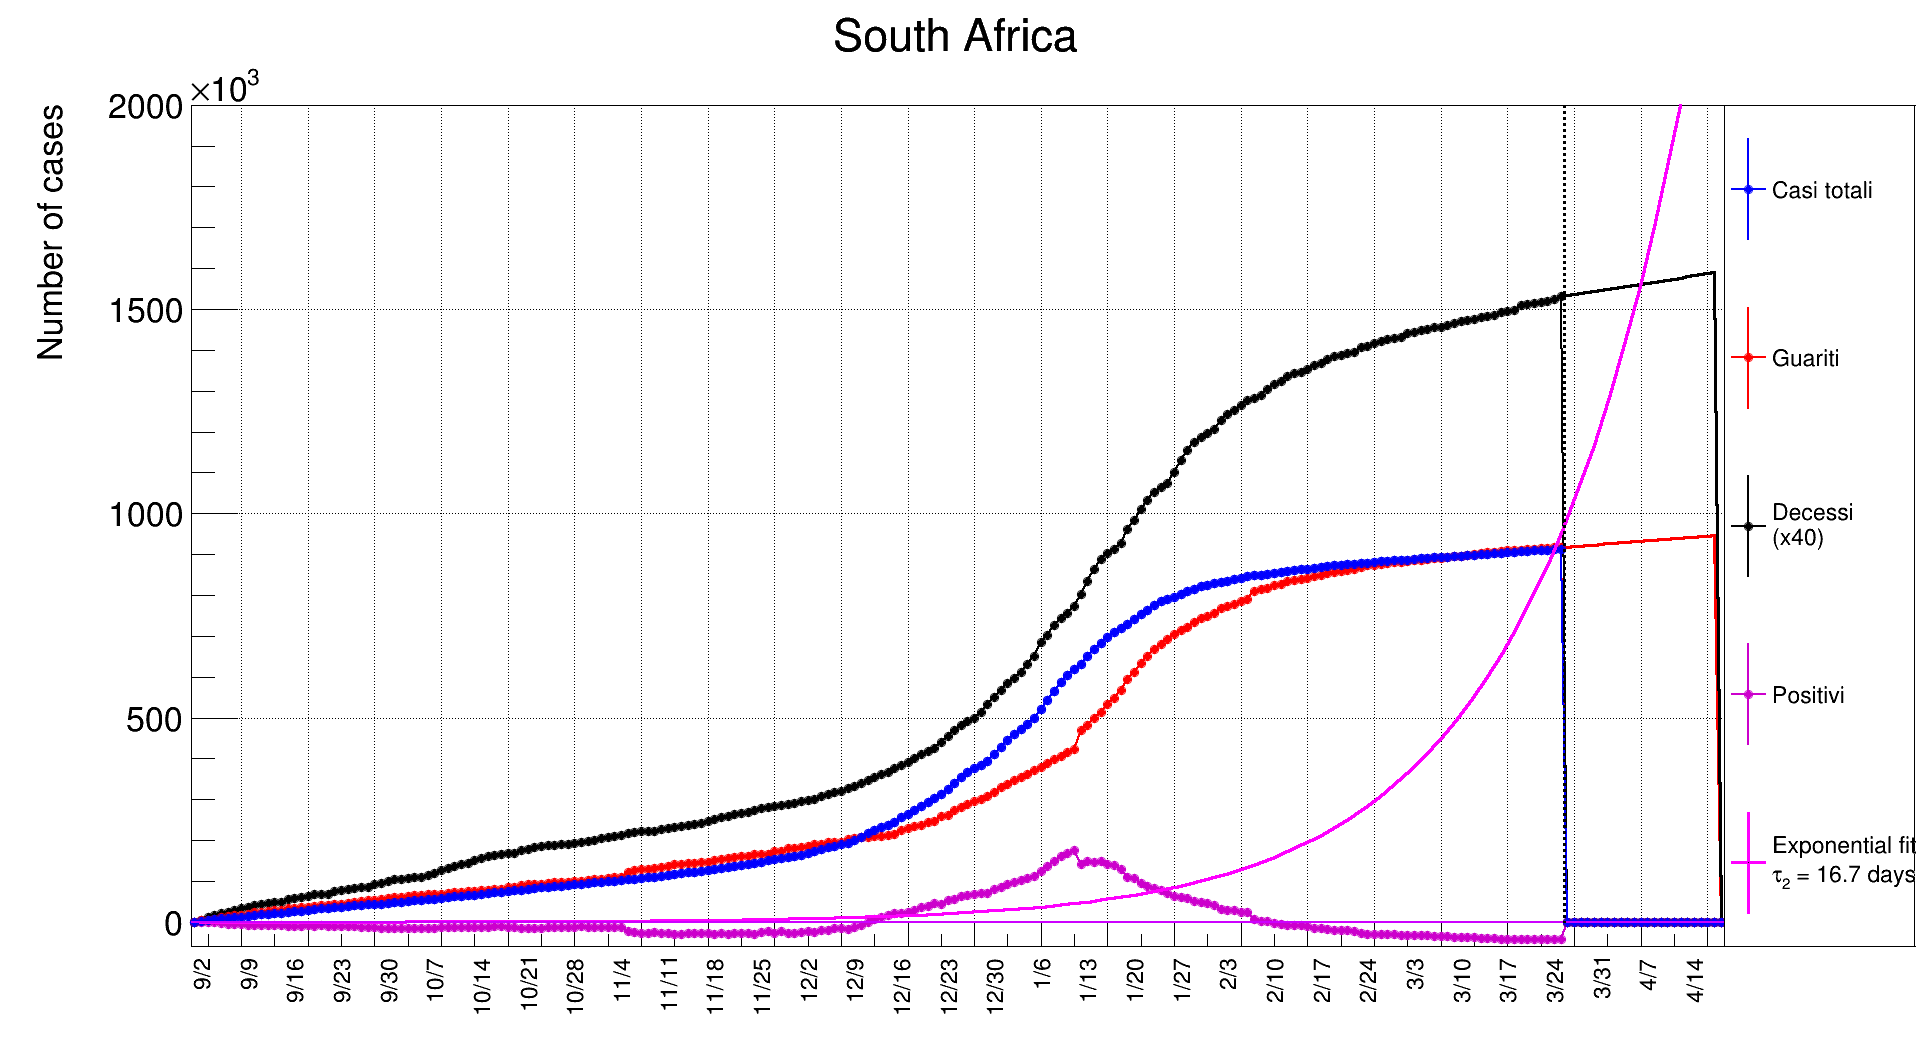 South Africa
×10³
Number of cases
2000
1500
1000
500
0
9/2 9/9 9/16 9/23 9/30 10/7 10/14 10/21 10/28 11/4 11/11 11/18 11/25 12/2 12/9 12/16 12/23 12/30 1/6 1/13 1/20 1/27 2/3 2/10 2/17 2/24 3/3 3/10 3/17 3/24 3/31 4/7 4/14
Casi totali
Guariti
Decessi
(x40)
Positivi
Exponential fit
τ₂ = 16.7 days